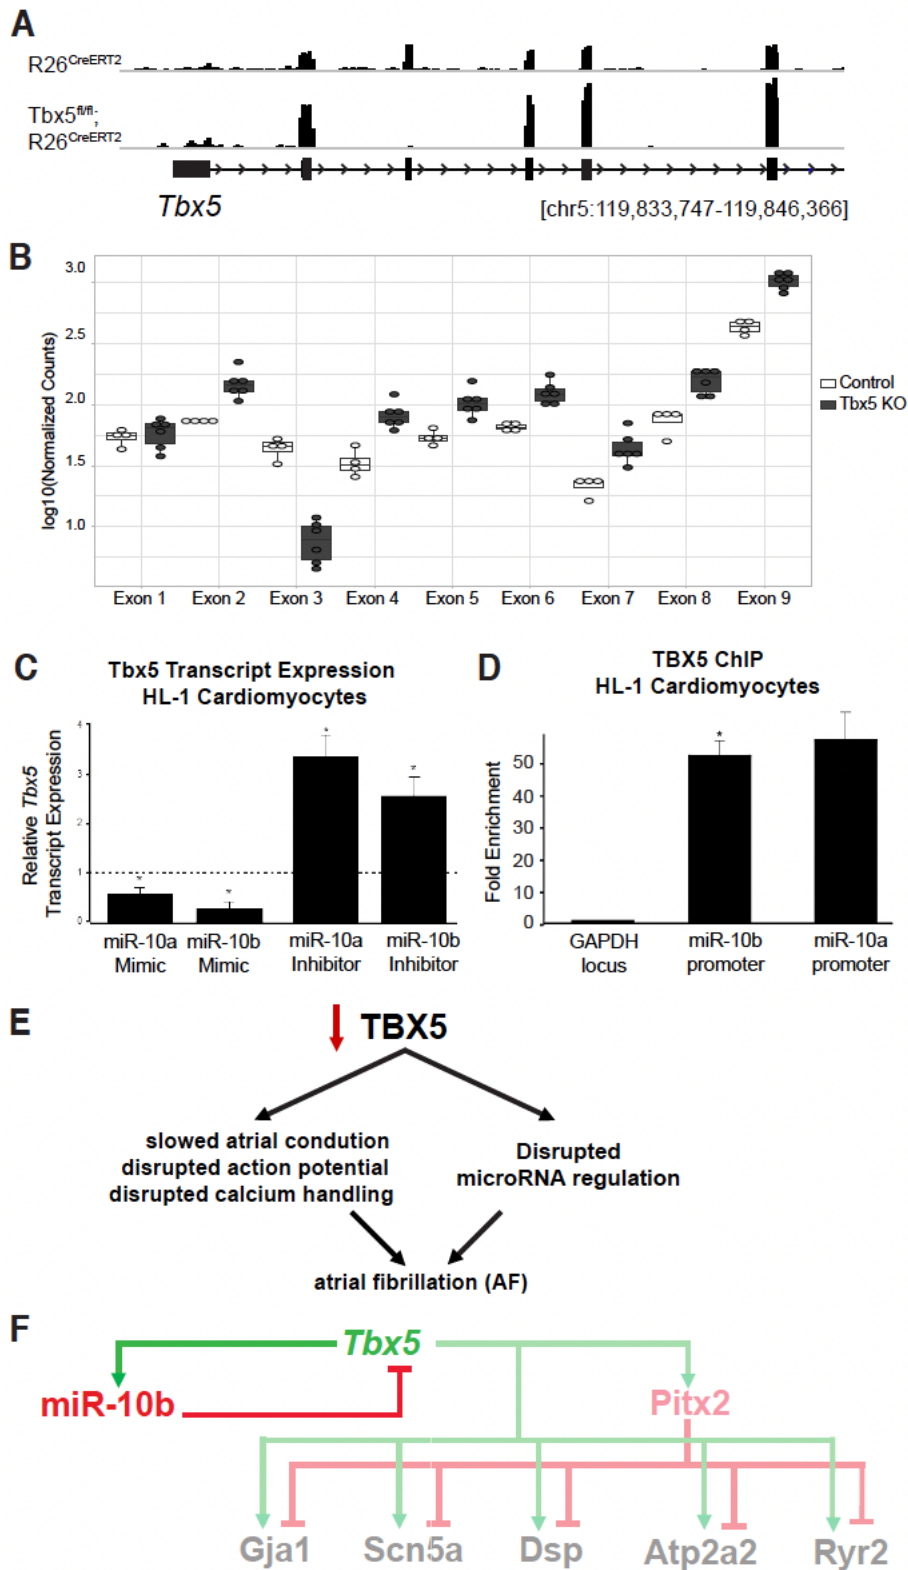 A
R26CreERT2
Tbx5fl/fl;
R26CreERT2
Tbx5
[chr5:119,833,747-119,846,366]
B
log10(Normalized Counts)
3.0
2.5
2.0
1.5
1.0
Control
Tbx5 KO
Exon 1 Exon 2 Exon 3 Exon 4 Exon 5 Exon 6 Exon 7 Exon 8 Exon 9
C
Tbx5 Transcript Expression
HL-1 Cardiomyocytes
Relative Tbx5
Transcript Expression
4
3
2
1
0
*
*
*
*
miR-10a
Mimic
miR-10b
Mimic
miR-10a
Inhibitor
miR-10b
Inhibitor
D
TBX5 ChIP
HL-1 Cardiomyocytes
Fold Enrichment
50
40
30
20
10
0
*
GAPDH
locus
miR-10b
promoter
miR-10a
promoter
E
TBX5
slowed atrial condution
disrupted action potential
disrupted calcium handling
Disrupted
microRNA regulation
atrial fibrillation (AF)
F
Tbx5
miR-10b
Pitx2
Gja1 Scn5a Dsp Atp2a2 Ryr2